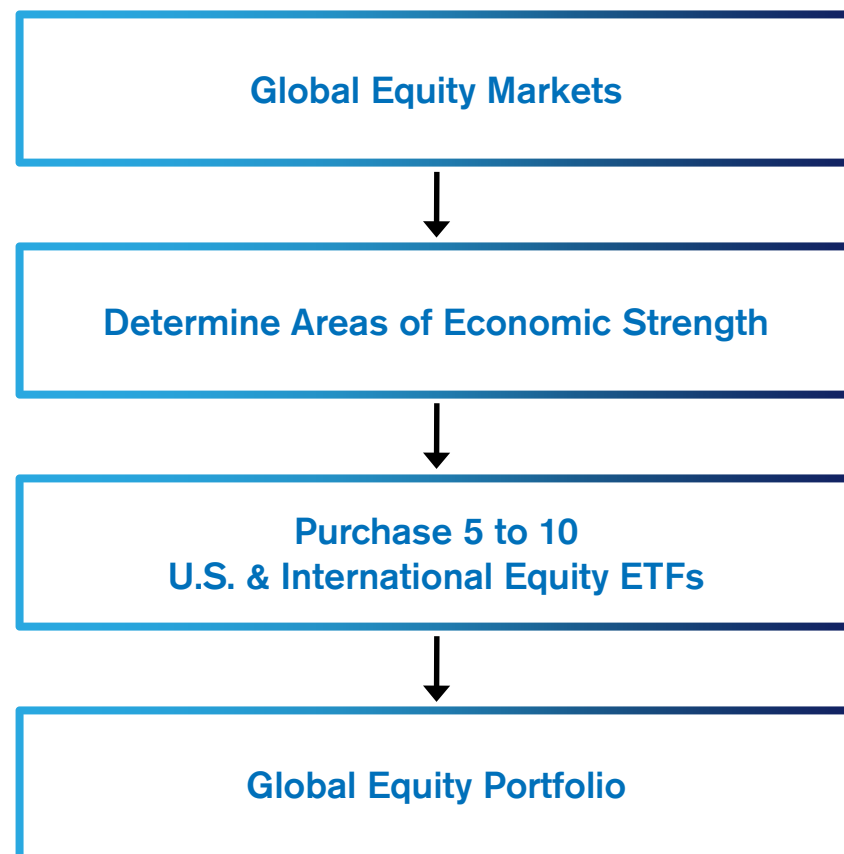 Global Equity Markets
Determine Areas of Economic Strength
Purchase 5 to 10
U.S. & International Equity ETFs
Global Equity Portfolio